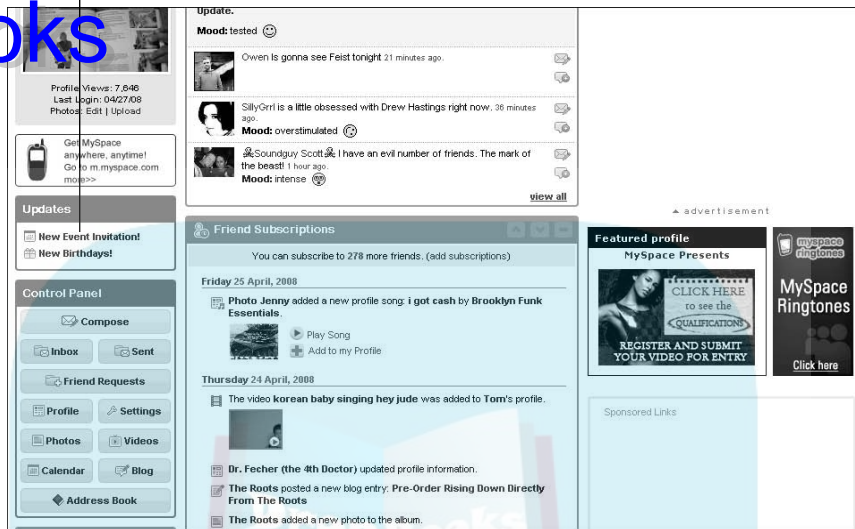 Update.
Mood: tested
oks
Profile Views: 7,646
Last Login: 04/27/08
Photos: Edit | Upload
Get MySpace
anywhere, anytime!
Go to m.myspace.com
more>>
Updates
New Event Invitation!
New Birthdays!
Control Panel
Compose
Inbox
Sent
Friend Requests
Profile
Settings
Photos
Videos
Calendar
Blog
Address Book
Owen Is gonna see Feist tonight 21 minutes ago.
SillyGrrl is a little obsessed with Drew Hastings right now. 36 minutes
ago.
Mood: overstimulated
Soundguy Scott I have an evil number of friends. The mark of
the beast! 1 hour ago.
Mood: intense
view all
Friend Subscriptions
You can subscribe to 278 more friends. (add subscriptions)
Friday 25 April, 2008
Photo Jenny added a new profile song: i got cash by Brooklyn Funk
Essentials.
Play Song
Add to my Profile
Thursday 24 April, 2008
The video korean baby singing hey jude was added to Tom's profile.
Dr. Fecher (the 4th Doctor) updated profile information.
The Roots posted a new blog entry: Pre-Order Rising Down Directly
From The Roots
The Roots added a new photo to the album.
advertisement
Featured profile
MySpace Presents
CLICK HERE
to see the
QUALIFICATIONS
REGISTER AND SUBMIT
YOUR VIDEO FOR ENTRY
myspace
ringtones
MySpace
Ringtones
Click here
Sponsored Links